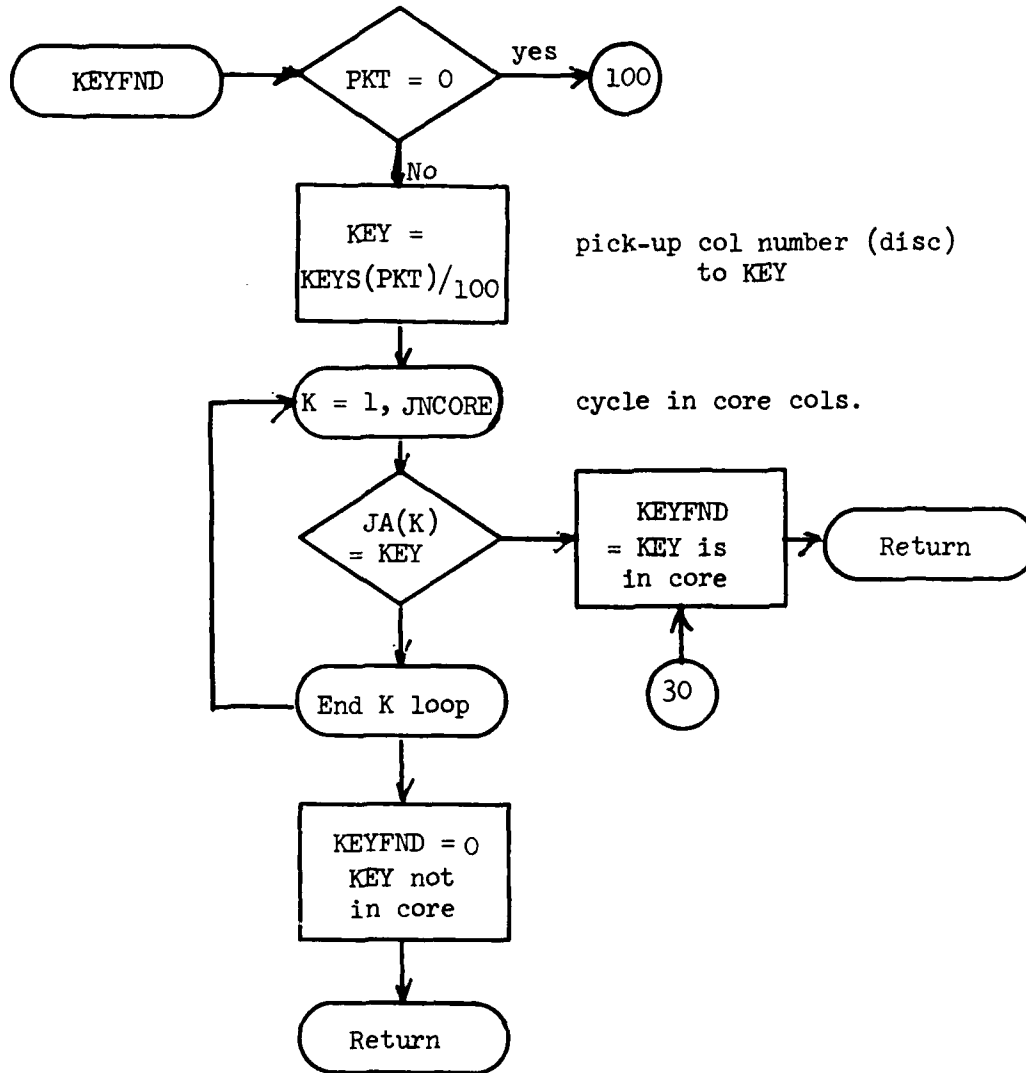 KEYFND
PKT = 0
yes
100
No
KEY =
KEYS(PKT)/100
pick-up col number (disc)
to KEY
K = 1, JNCORE
cycle in core cols.
JA(K)
= KEY
KEYFND
= KEY is
in core
Return
End K loop
30
KEYFND = 0
KEY not
in core
Return